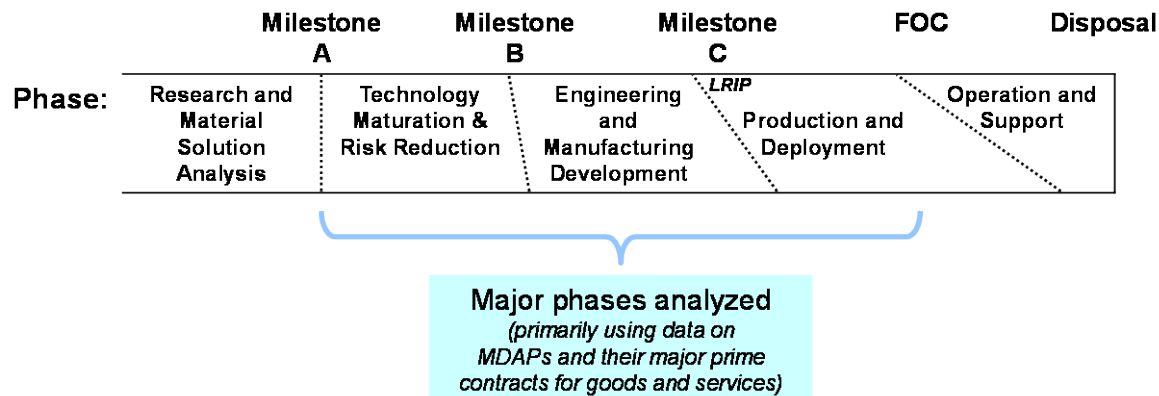 Milestone A
Milestone B
Milestone C
FOC
Disposal
Phase:
Research and
Material
Solution
Analysis
Technology
Maturation &
Risk Reduction
Engineering
and
Manufacturing
Development
LRIP
Production and
Deployment
Operation and
Support
Major phases analyzed
(primarily using data on
MDAPs and their major prime
contracts for goods and services)